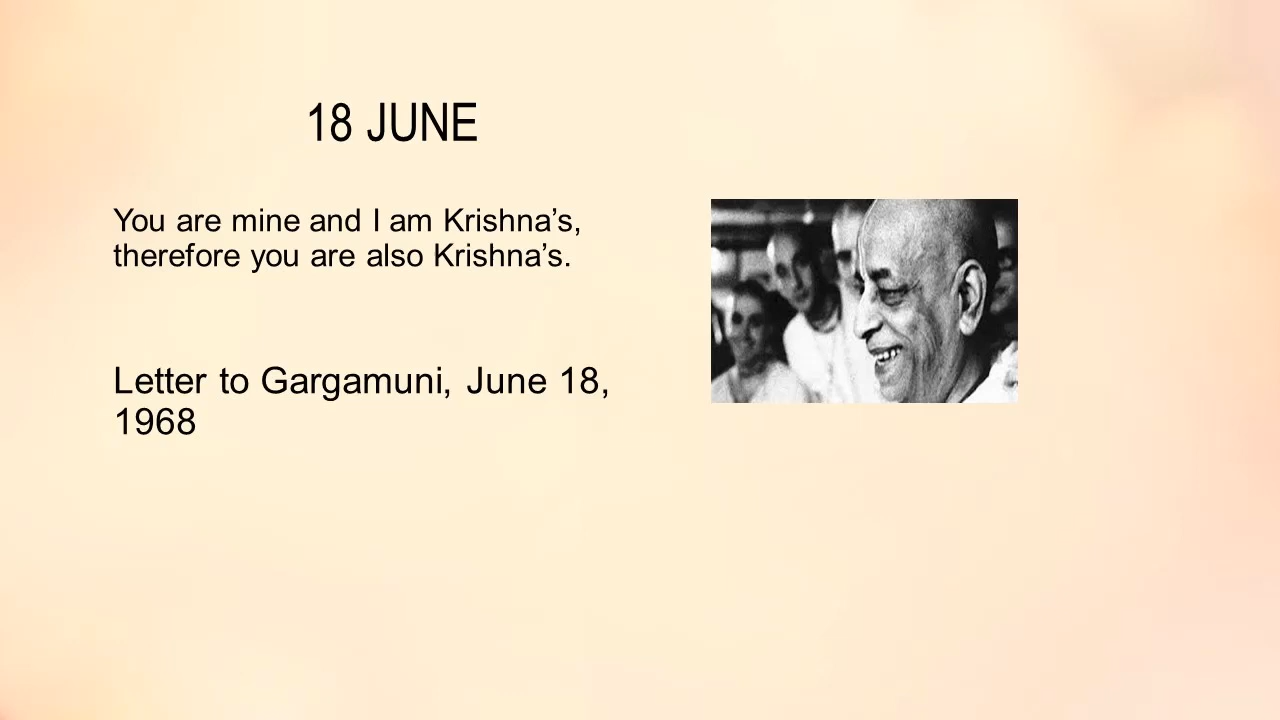 18 JUNE
You are mine and I am Krishna’s,
therefore you are also Krishna’s.
Letter to Gargamuni, June 18,
1968